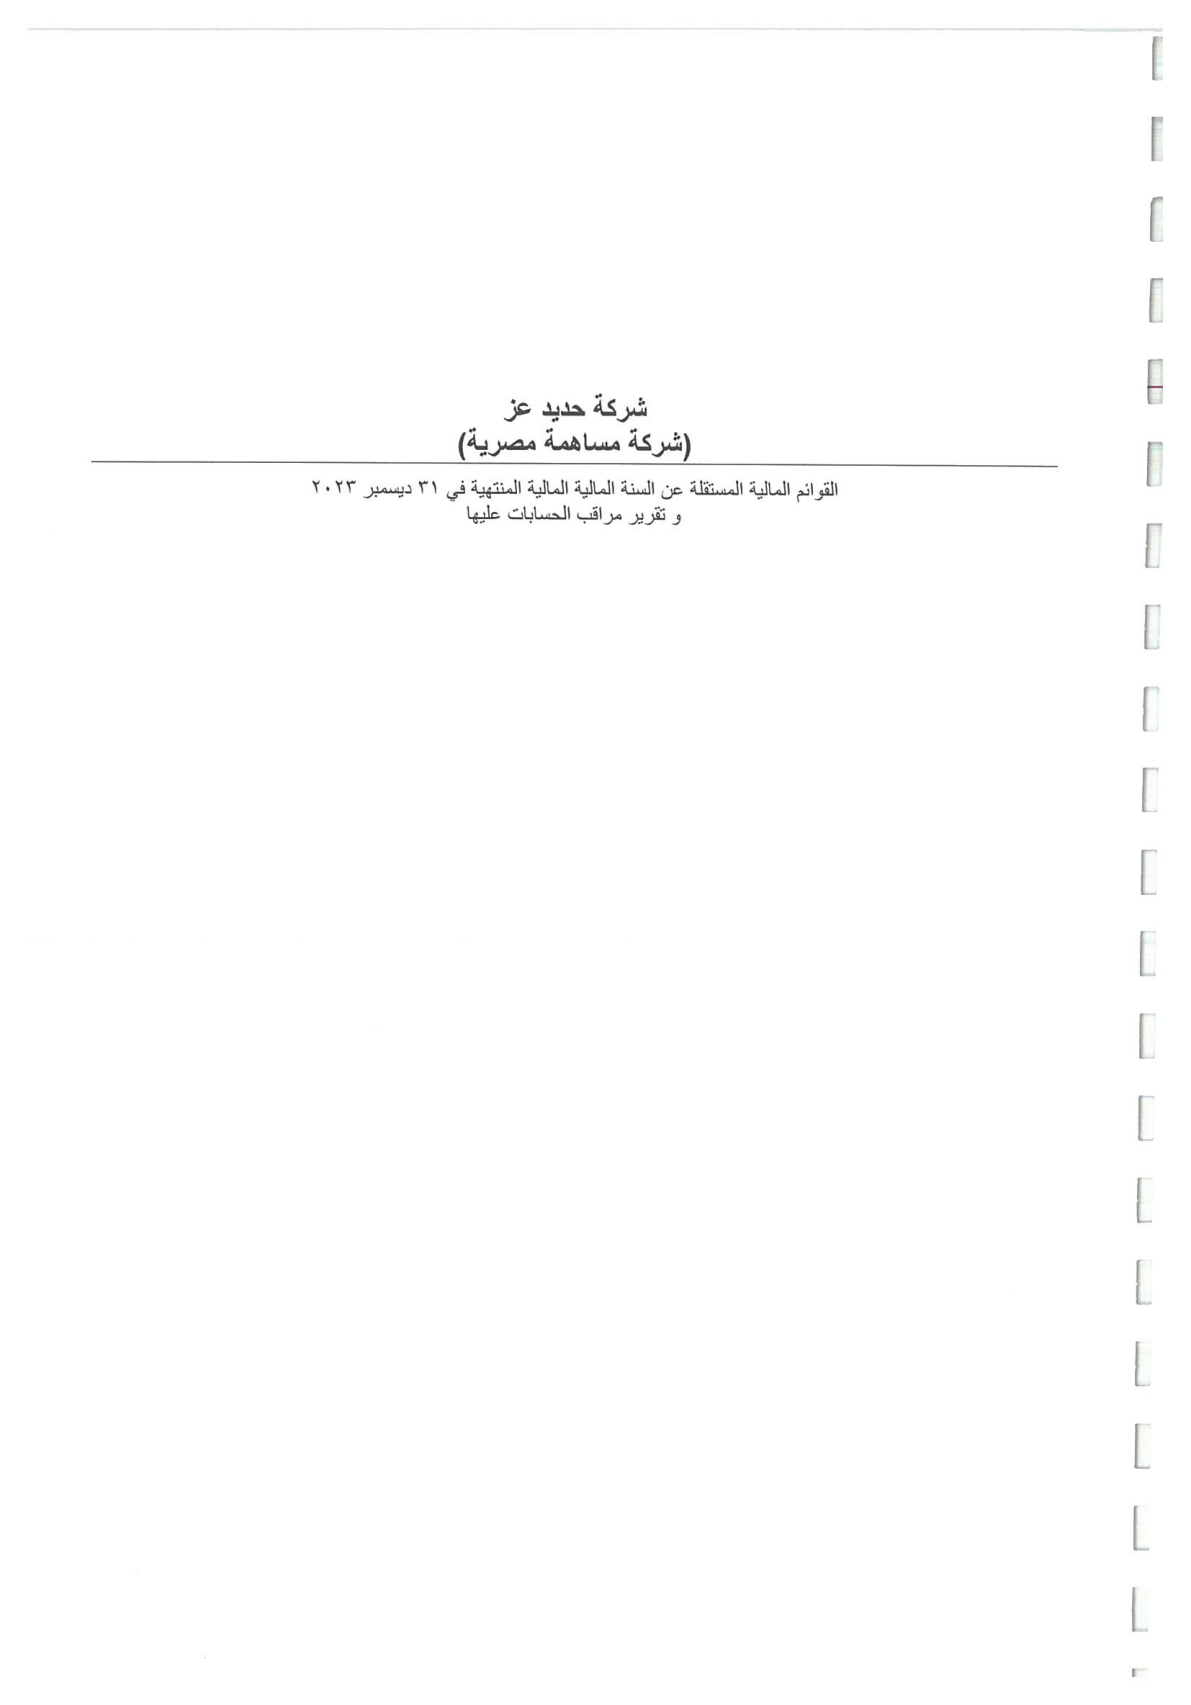 شركة حديد عز
(شركة مساهمة مصرية)
القوائم المالية المستقلة عن السنة المالية المالية المنتهية في ٣١ ديسمبر ٢٠٢٣
و تقرير مراقب الحسابات عليها